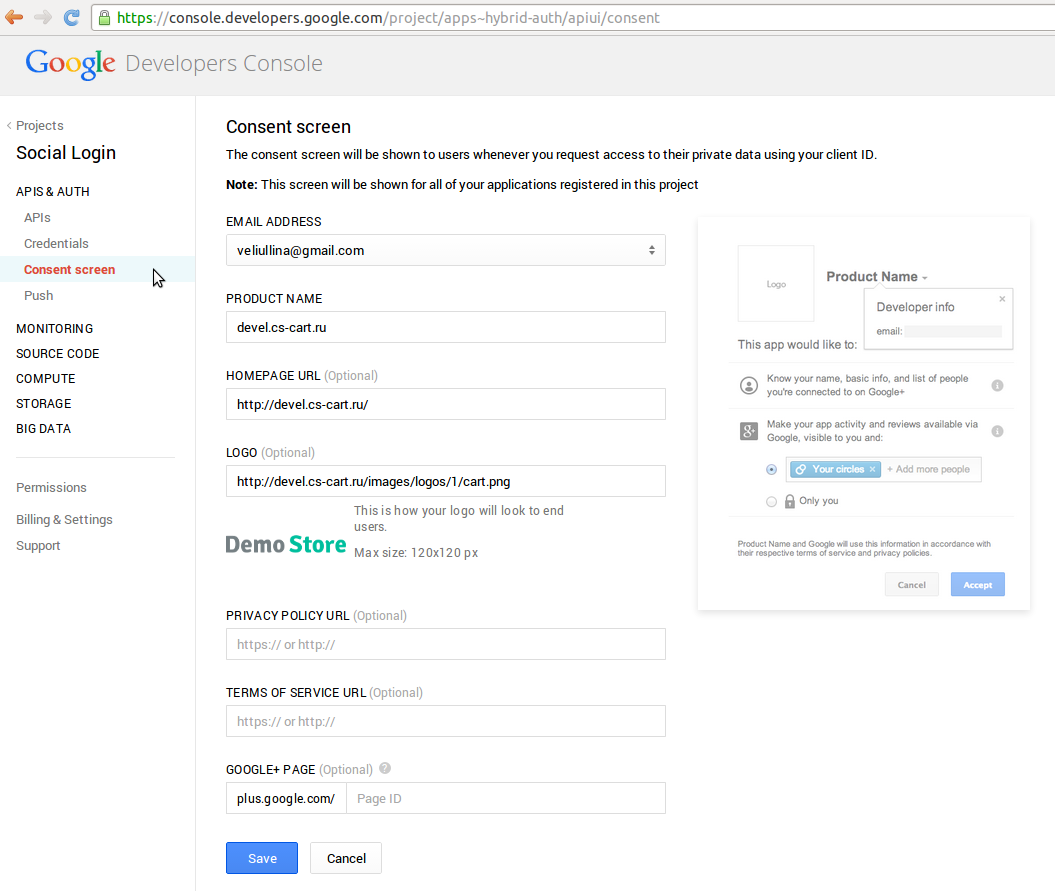 https://console.developers.google.com/project/apps~hybrid-auth/apiui/consent
Google Developers Console
‹ Projects
Social Login
APIS & AUTH
APIs
Credentials
Consent screen
Push
MONITORING
SOURCE CODE
COMPUTE
STORAGE
BIG DATA
Permissions
Billing & Settings
Support
Consent screen
The consent screen will be shown to users whenever you request access to their private data using your client ID.
Note: This screen will be shown for all of your applications registered in this project
EMAIL ADDRESS
veliullina@gmail.com
PRODUCT NAME
devel.cs-cart.ru
HOMEPAGE URL (Optional)
http://devel.cs-cart.ru/
LOGO (Optional)
http://devel.cs-cart.ru/images/logos/1/cart.png
Demo Store
This is how your logo will look to end
users.
Max size: 120x120 px
PRIVACY POLICY URL (Optional)
https:// or http://
TERMS OF SERVICE URL (Optional)
https:// or http://
GOOGLE+ PAGE (Optional) ?
plus.google.com/ Page ID
Save Cancel
Logo
Product Name
Developer info ×
email:
This app would like to:
Know your name, basic info, and list of people
you're connected to on Google+
i
g+
Make your app activity and reviews available via
Google, visible to you and:
i
Your circles × + Add more people
Only you
Product Name and Google will use this information in accordance with
their respective terms of service and privacy policies.
Cancel Accept